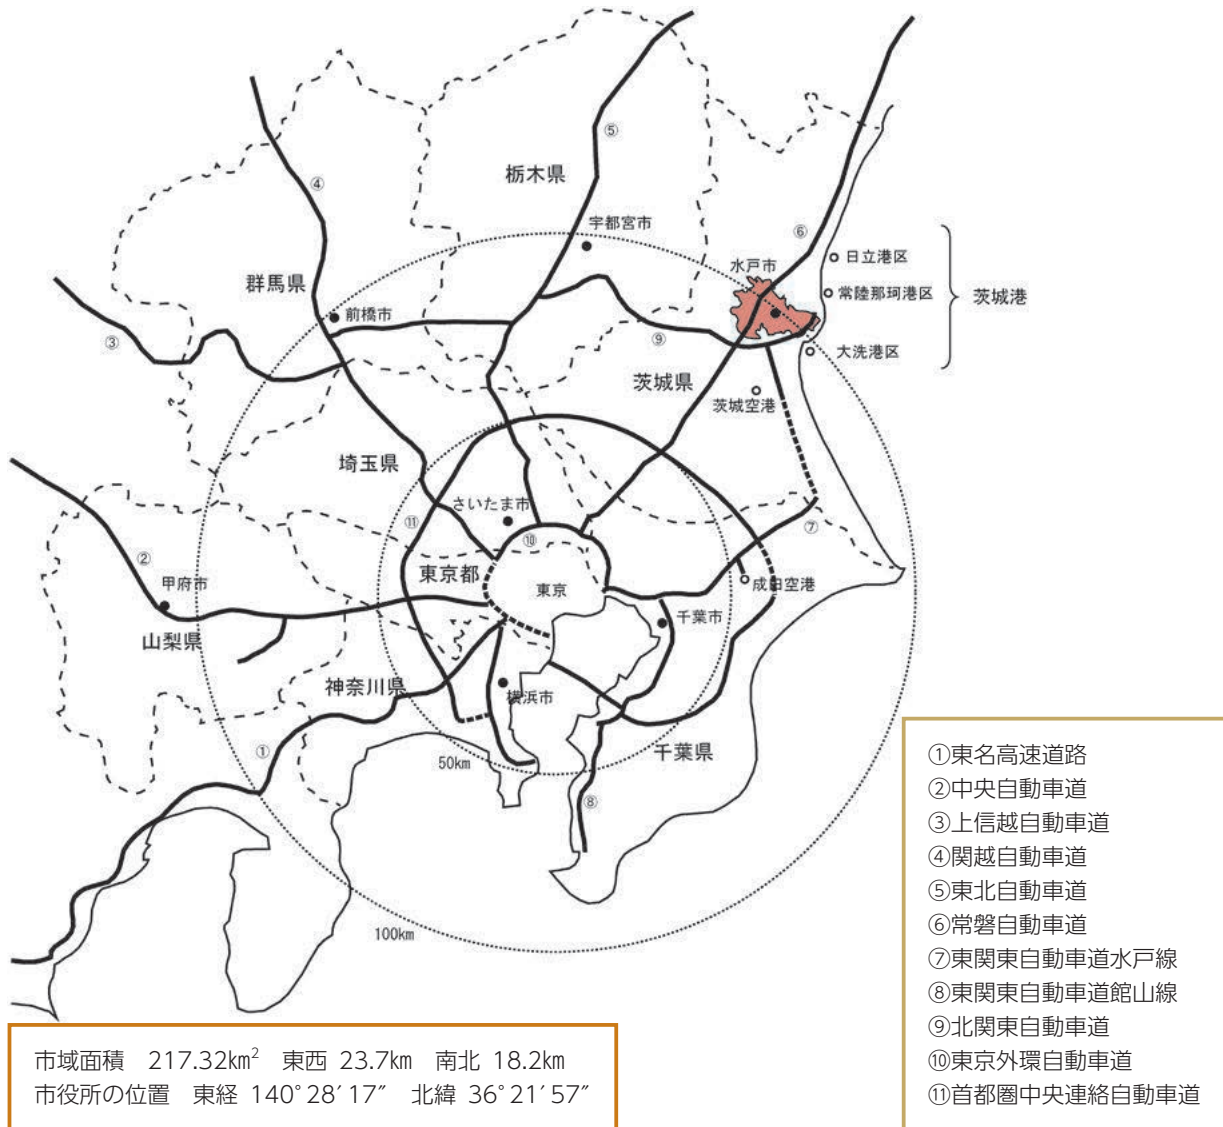 ⑤
栃木県
④
宇都宮市
⑥
水戸市
日立港区
群馬県
常陸那珂港区
茨城港
前橋市
③
⑨
大洗港区
茨城県
茨城空港
埼玉県
さいたま市
⑪
⑩
⑦
②
東京都
東京
成田空港
甲府市
千葉市
山梨県
神奈川県
横浜市
①
千葉県
50km
⑧
100km
①東名高速道路
②中央自動車道
③上信越自動車道
④関越自動車道
⑤東北自動車道
⑥常磐自動車道
⑦東関東自動車道水戸線
⑧東関東自動車道館山線
⑨北関東自動車道
⑩東京外環自動車道
⑪首都圏中央連絡自動車道
市域面積　217.32km²　東西 23.7km　南北 18.2km
市役所の位置　東経 140°28′17″　北緯 36°21′57″